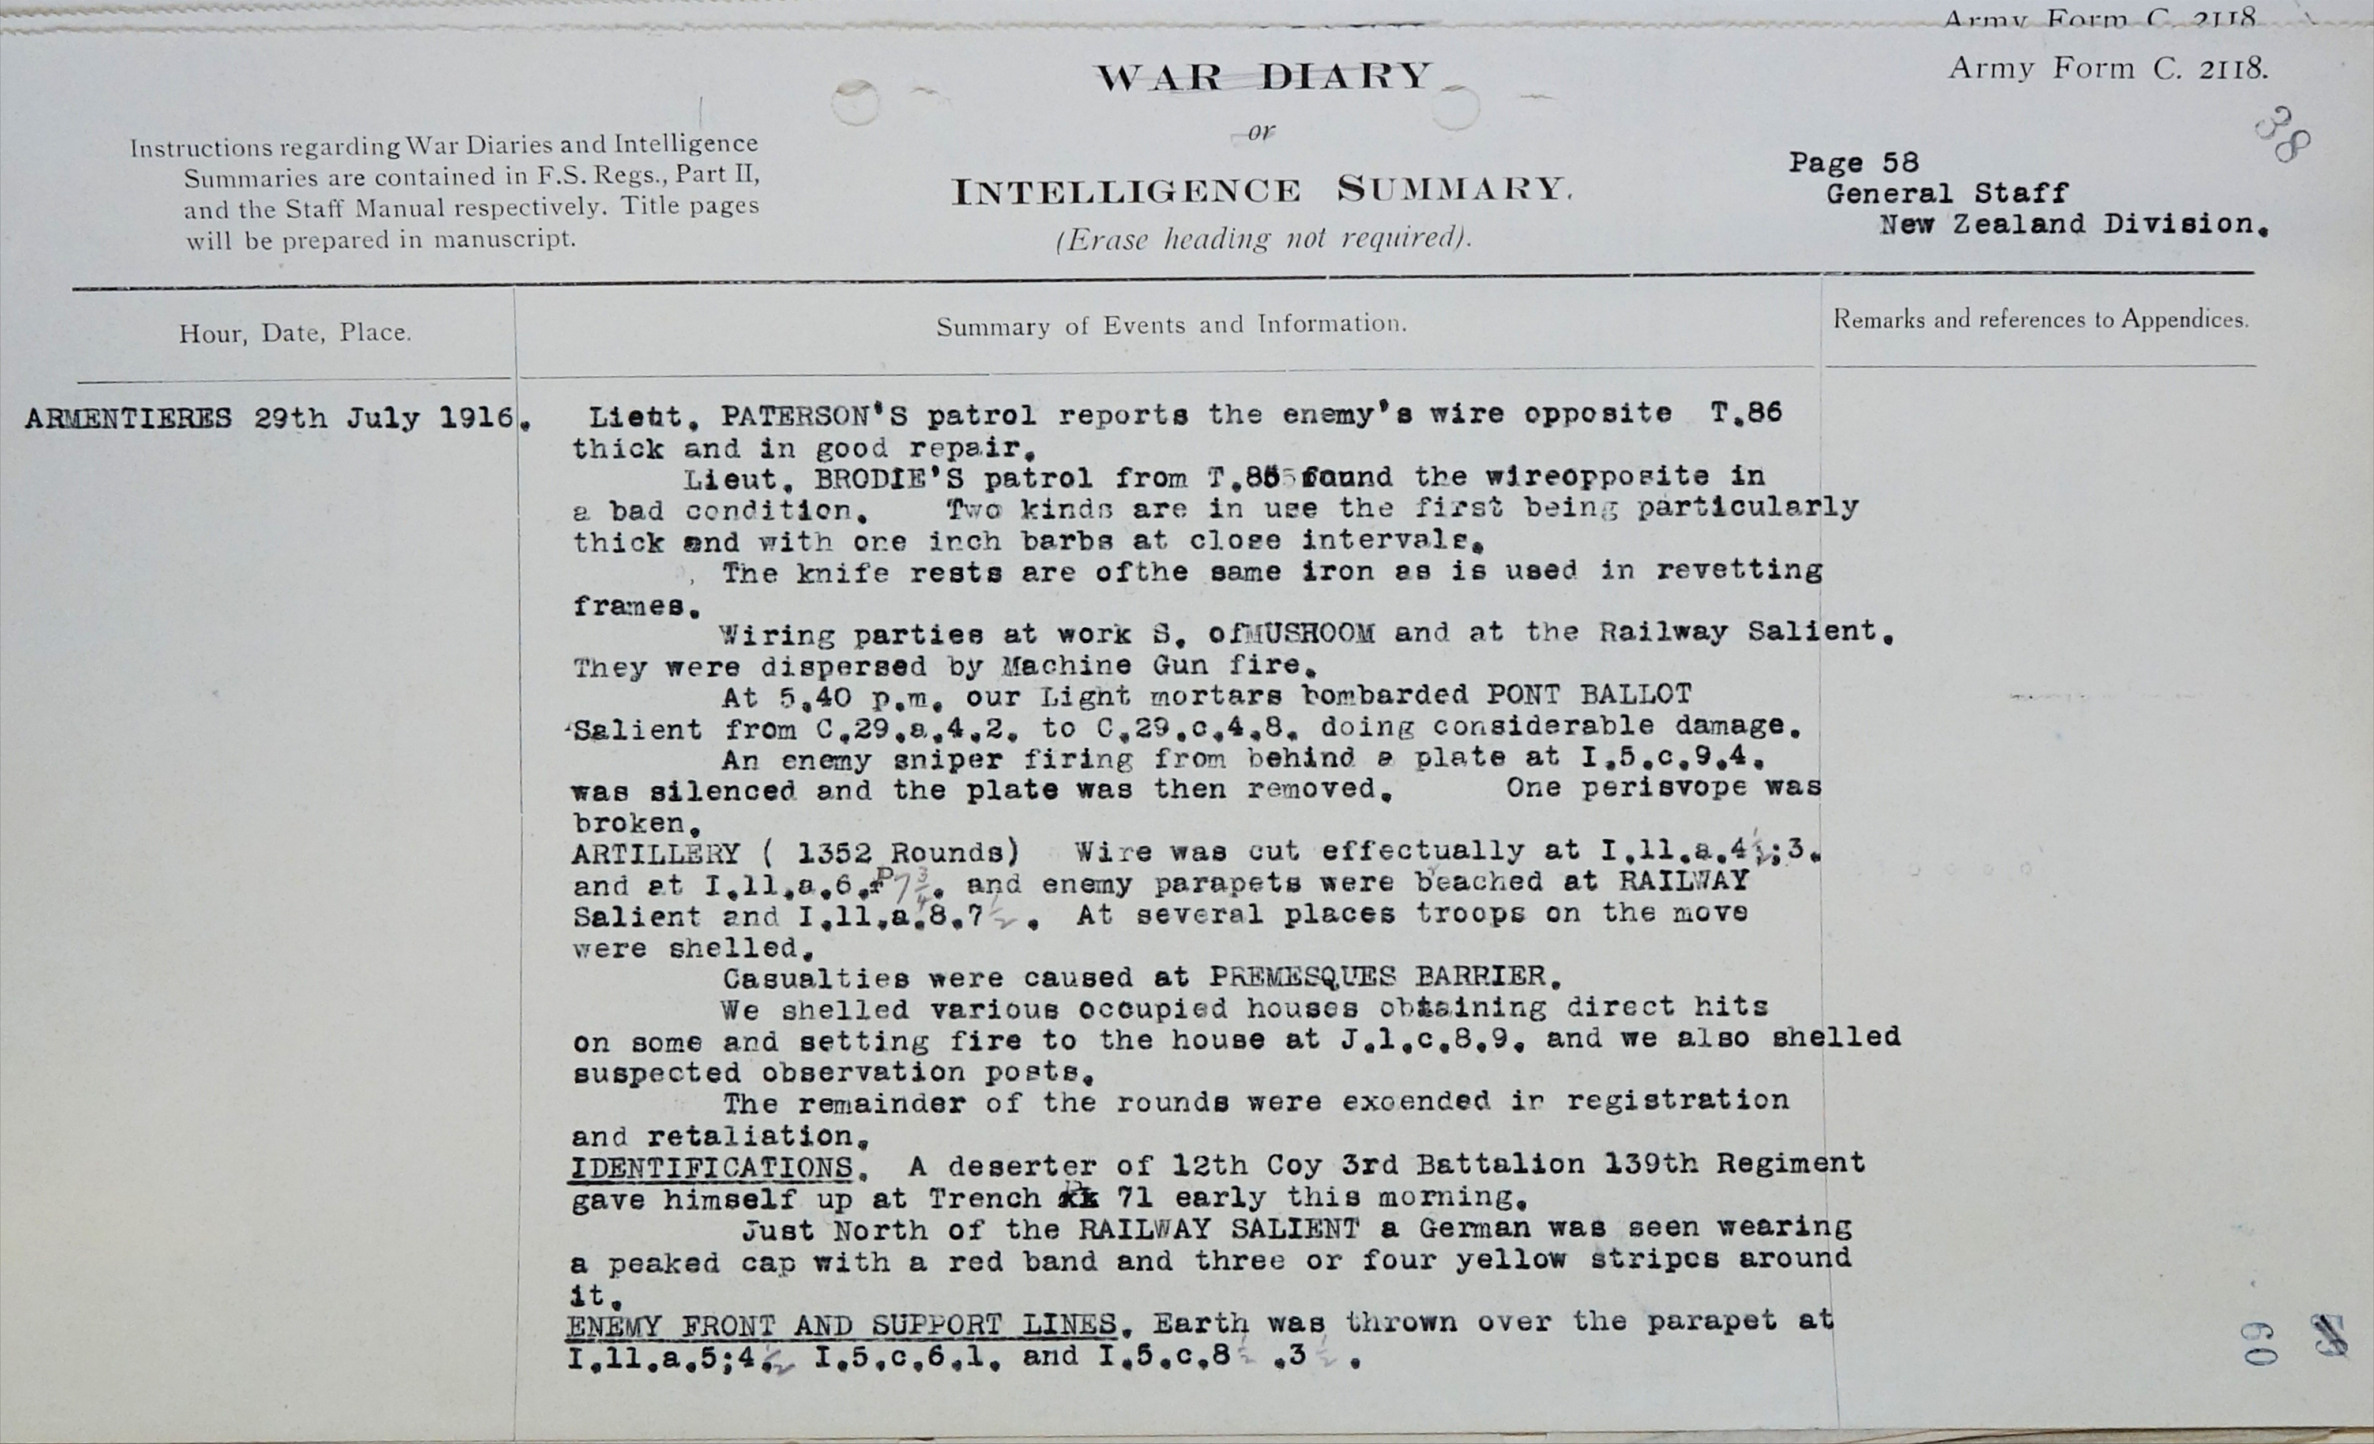 Army Form C. 2118
Army Form C. 2118.
38
WAR DIARY
or
INTELLIGENCE SUMMARY.
(Erase heading not required).
Instructions regarding War Diaries and Intelligence
Summaries are contained in F.S. Regs., Part II,
and the Staff Manual respectively. Title pages
will be prepared in manuscript.
Page 58
General Staff
New Zealand Division.
Hour, Date, Place.
Summary of Events and Information.
Remarks and references to Appendices.
ARMENTIERES 29th July 1916.
Lieut. PATERSON'S patrol reports the enemy's wire opposite T.86
thick and in good repair.
Lieut. BRODIE'S patrol from T.85 found the wireopposite in
a bad condition. Two kinds are in use the first being particularly
thick and with one inch barbs at close intervals.
The knife rests are ofthe same iron as is used in revetting
frames.
Wiring parties at work S. ofMUSHOOM and at the Railway Salient.
They were dispersed by Machine Gun fire.
At 5.40 p.m. our Light mortars bombarded PONT BALLOT
Salient from C.29.a.4.2. to C.29.c.4.8. doing considerable damage.
An enemy sniper firing from behind a plate at I.5.c.9.4.
was silenced and the plate was then removed. One perisvope was
broken.
ARTILLERY ( 1352 Rounds) Wire was cut effectually at I.11.a.4½;3.
and at I.11.a.6.7¾. and enemy parapets were beached at RAILWAY
Salient and I.11.a.8.7½. At several places troops on the move
were shelled.
Casualties were caused at PREMESQUES BARRIER.
We shelled various occupied houses obtaining direct hits
on some and setting fire to the house at J.1.c.8.9. and we also shelled
suspected observation posts.
The remainder of the rounds were exoended in registration
and retaliation.
IDENTIFICATIONS. A deserter of 12th Coy 3rd Battalion 139th Regiment
gave himself up at Trench 71 early this morning.
Just North of the RAILWAY SALIENT a German was seen wearing
a peaked cap with a red band and three or four yellow stripes around
it.
ENEMY FRONT AND SUPPORT LINES. Earth was thrown over the parapet at
I.11.a.5;4½ I.5.c.6.1. and I.5.c.8½ .3½ .
60